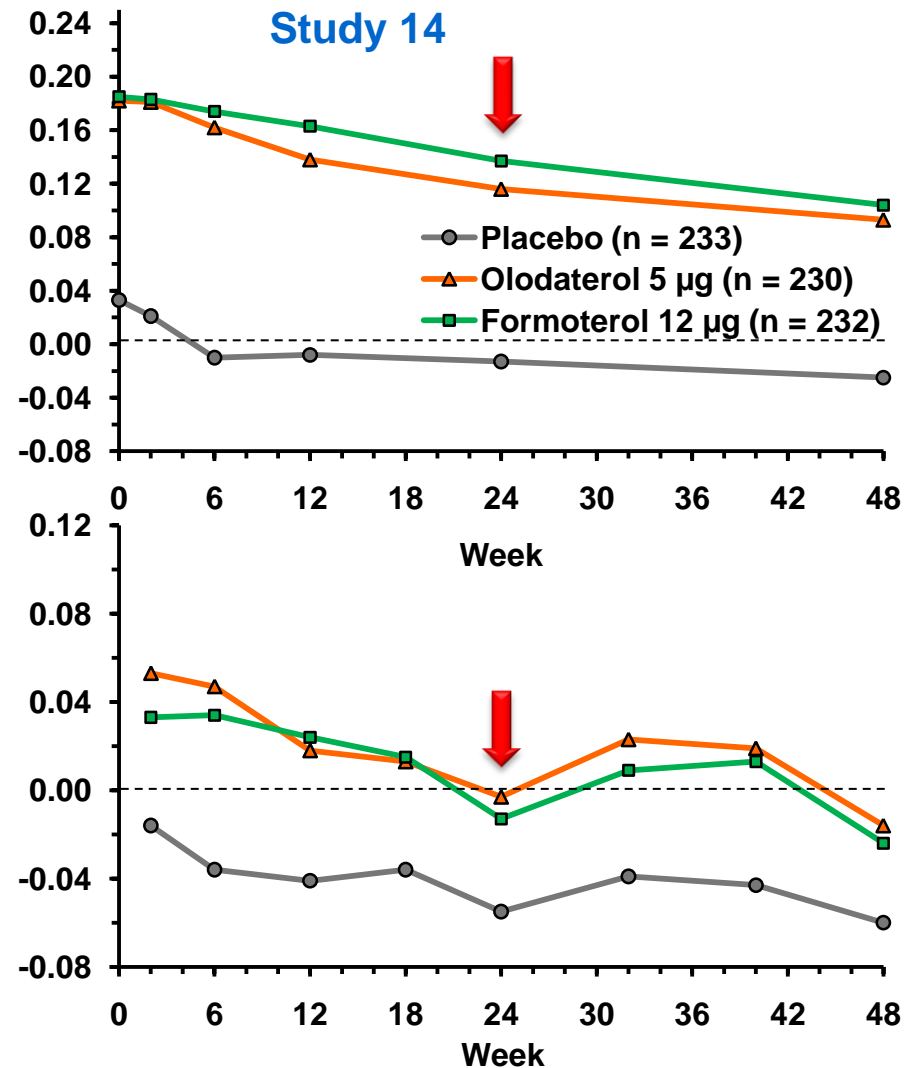 Study 14
0.24
0.20
0.16
0.12
0.08
0.04
0.00
-0.04
-0.08
Placebo (n = 233)
Olodaterol 5 µg (n = 230)
Formoterol 12 µg (n = 232)
0 6 12 18 24 30 36 42 48
Week
0.12
0.08
0.04
0.00
-0.04
-0.08
0 6 12 18 24 30 36 42 48
Week